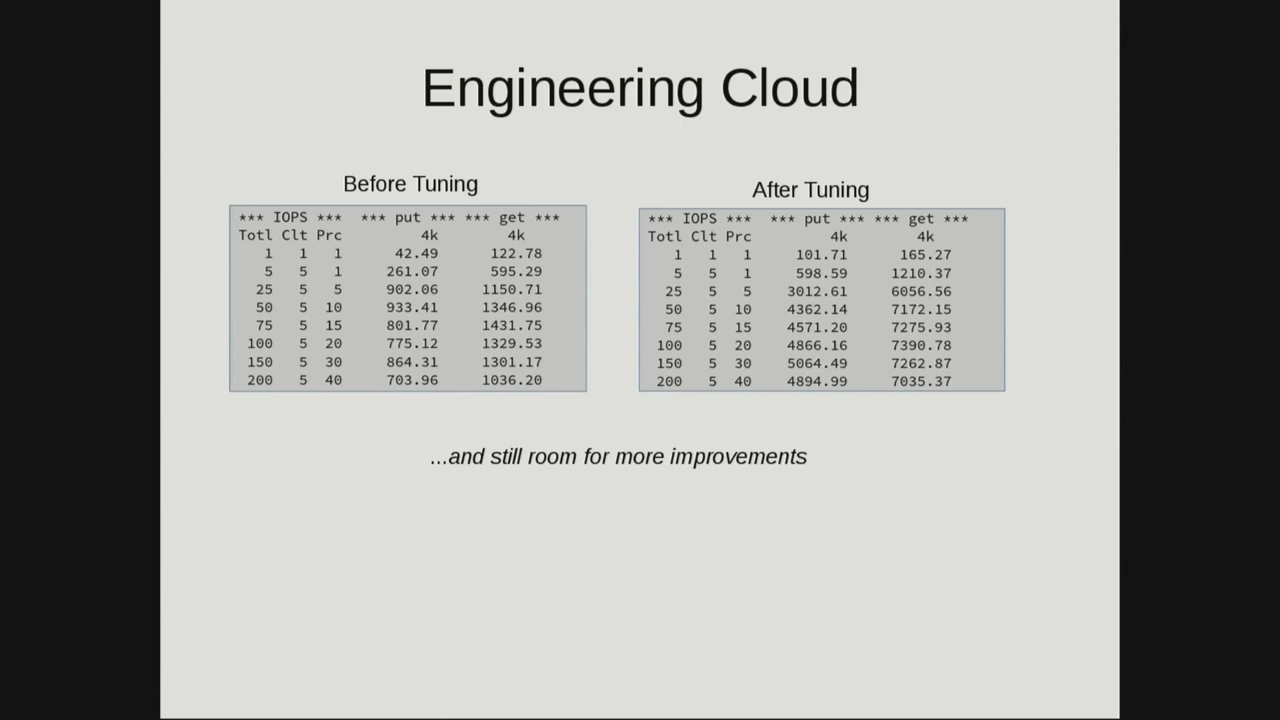 Engineering Cloud
Before Tuning
*** IOPS *** *** put *** *** get ***
Totl Clt Prc 4k 4k
1 1 1 42.49 122.78
5 5 1 261.07 595.29
25 5 5 902.06 1150.71
50 5 10 933.41 1346.96
75 5 15 801.77 1431.75
100 5 20 775.12 1329.53
150 5 30 864.31 1301.17
200 5 40 703.96 1036.20
After Tuning
*** IOPS *** *** put *** *** get ***
Totl Clt Prc 4k 4k
1 1 1 101.71 165.27
5 5 1 598.59 1210.37
25 5 5 3012.61 6056.56
50 5 10 4362.14 7172.15
75 5 15 4571.20 7275.93
100 5 20 4866.16 7390.78
150 5 30 5064.49 7262.87
200 5 40 4894.99 7035.37
...and still room for more improvements